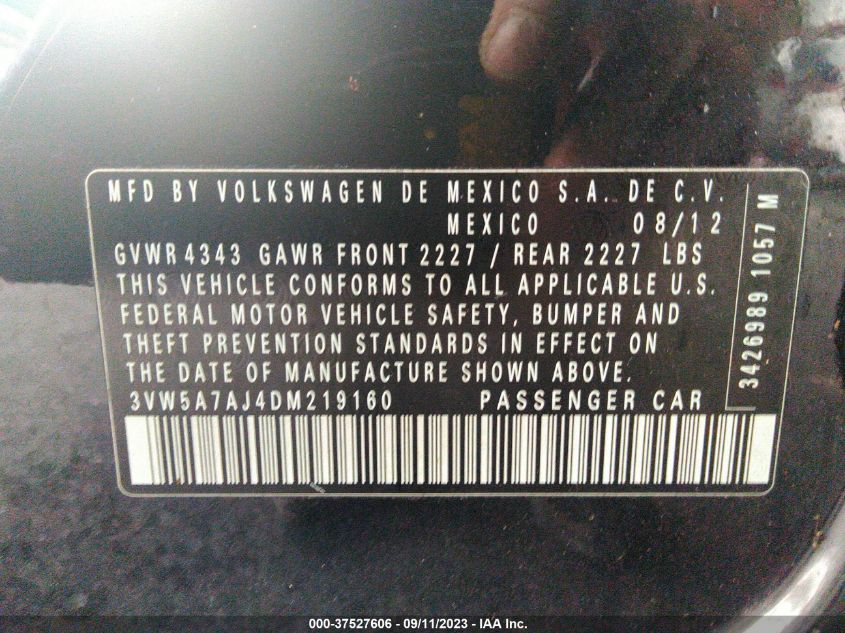 MFD BY VOLKSWAGEN DE MEXICO S.A. DE C.V.
MEXICO 08/12
GVWR 4343 GAWR FRONT 2227 / REAR 2227 LBS
THIS VEHICLE CONFORMS TO ALL APPLICABLE U.S.
FEDERAL MOTOR VEHICLE SAFETY, BUMPER AND
THEFT PREVENTION STANDARDS IN EFFECT ON
THE DATE OF MANUFACTURE SHOWN ABOVE.
3VW5A7AJ4DM219160 PASSENGER CAR
3426989 1057 M
000-37527606 - 09/11/2023 - IAA Inc.